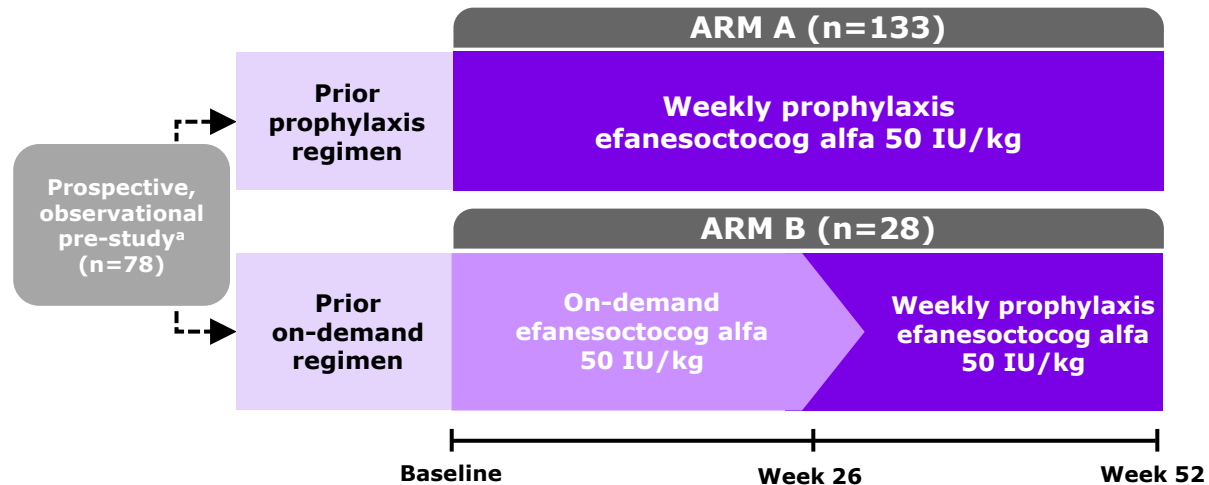 ARM A (n=133)
Prior
prophylaxis
regimen
Weekly prophylaxis
efanesoctocog alfa 50 IU/kg
Prospective,
observational
pre-studyᵃ
(n=78)
ARM B (n=28)
Prior
on-demand
regimen
On-demand
efanesoctocog alfa
50 IU/kg
Weekly prophylaxis
efanesoctocog alfa
50 IU/kg
Baseline
Week 26
Week 52